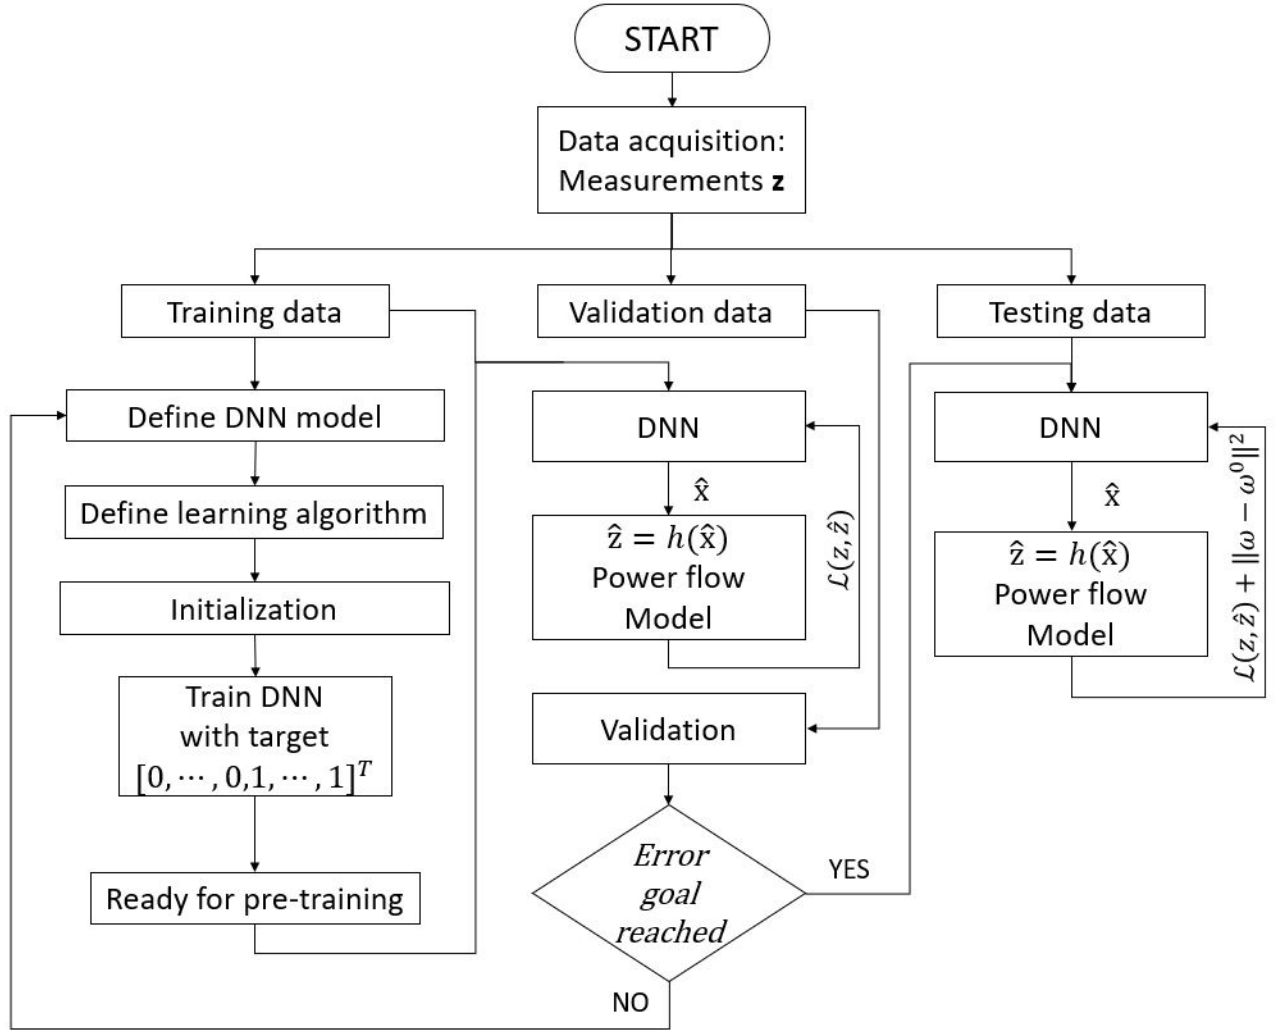 START
Data acquisition:
Measurements z
Training data
Validation data
Testing data
Define DNN model
Define learning algorithm
Initialization
Train DNN
with target
[0, ⋯ , 0,1, ⋯ , 1]ᵀ
Ready for pre-training
DNN
x̂
ẑ = h(x̂)
Power flow
Model
ℒ(z, ẑ)
Validation
Error
goal
reached
YES
NO
DNN
x̂
ẑ = h(x̂)
Power flow
Model
ℒ(z, ẑ) + ‖ω − ω⁰‖²